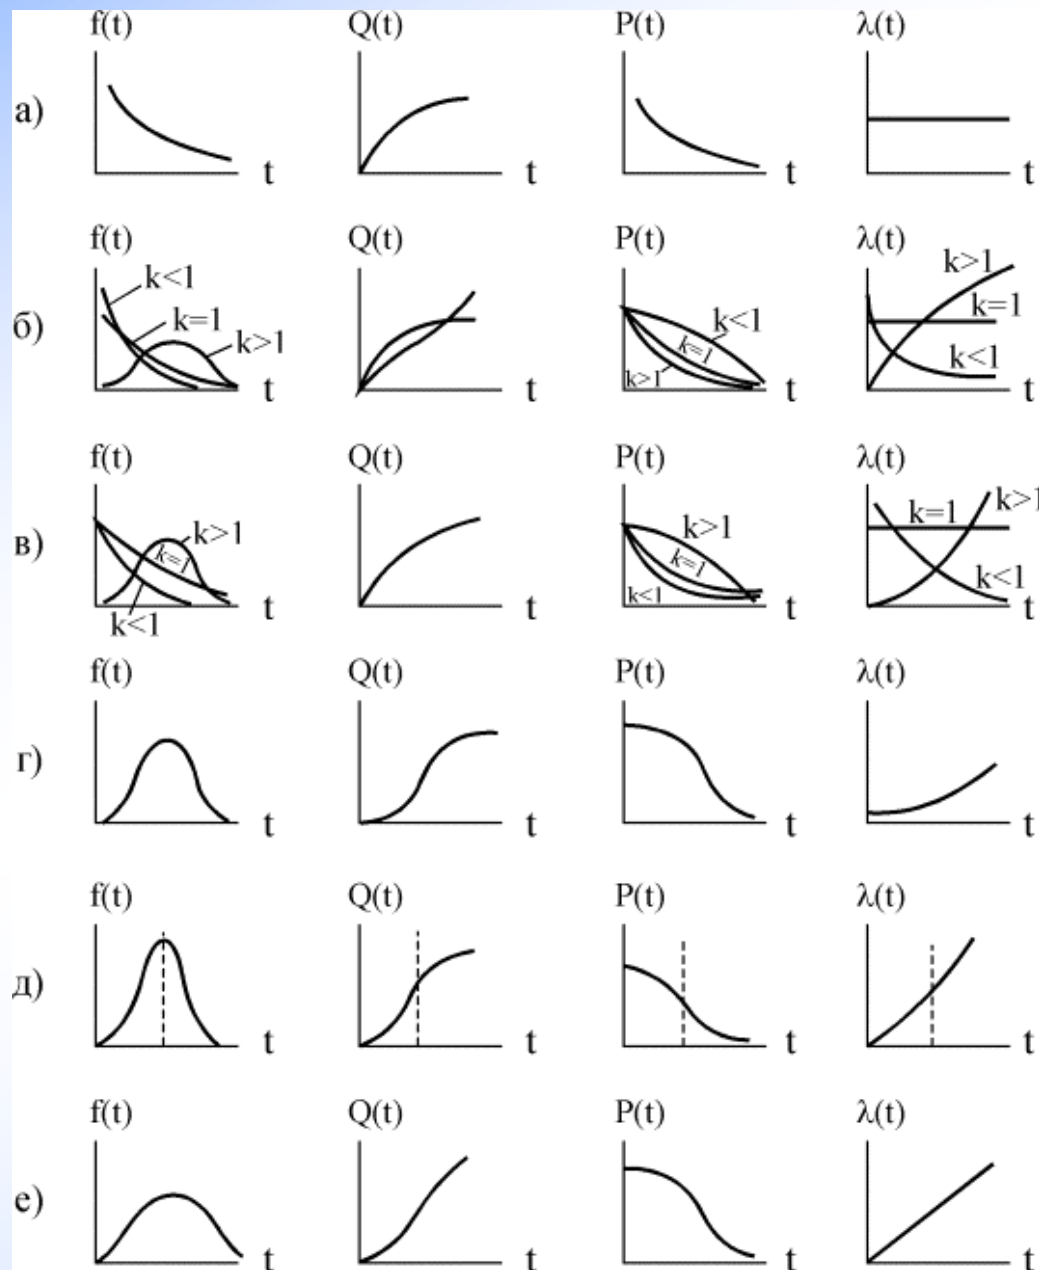 f(t) Q(t) P(t) λ(t)
а)
t t t t
f(t) Q(t) P(t) λ(t)
k<1 k>1
k=1 k<1 k=1
б) k>1 k=1
k>1 k<1
t t t t
f(t) Q(t) P(t) λ(t)
k>1 k>1 k=1 k>1
в) k=1 k=1
k<1 k<1
t t t t
k<1
f(t) Q(t) P(t) λ(t)
г)
t t t t
f(t) Q(t) P(t) λ(t)
д)
t t t t
f(t) Q(t) P(t) λ(t)
е)
t t t t